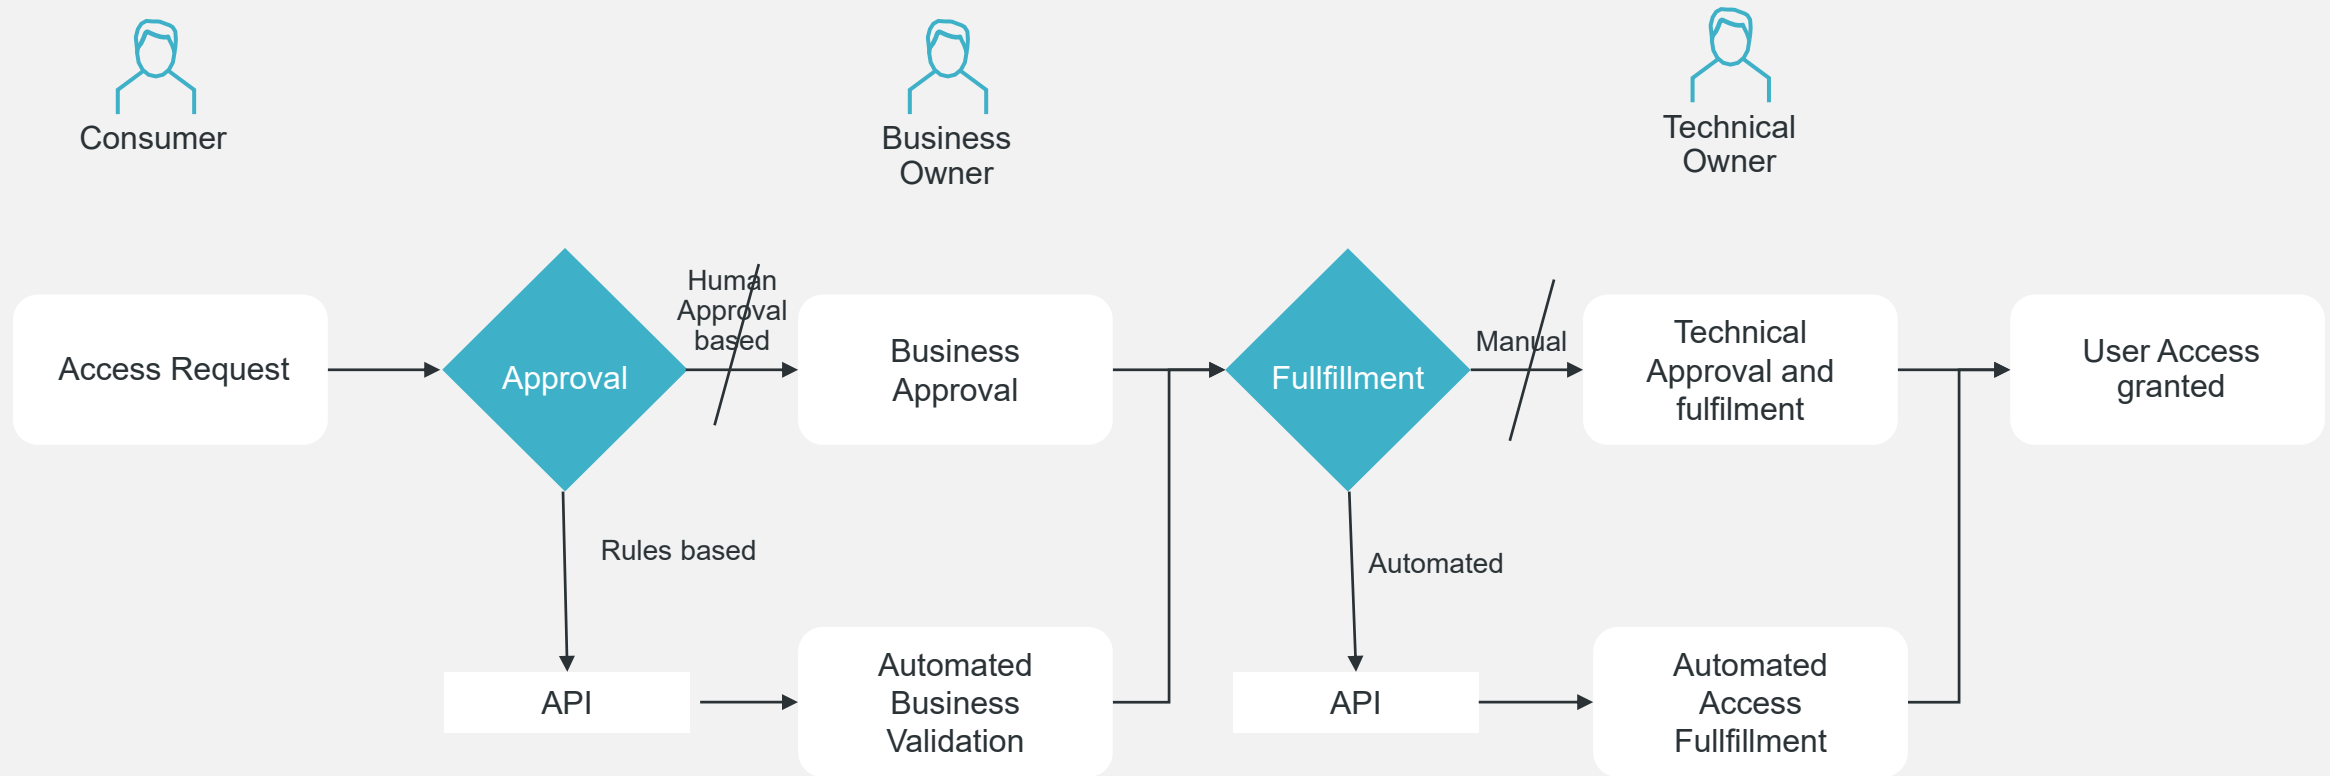 Consumer
Business
Owner
Technical
Owner
Access Request
Approval
Human
Approval
based
Business
Approval
Fullfillment
Manual
Technical
Approval and
fulfilment
User Access
granted
Rules based
Automated
API
Automated
Business
Validation
API
Automated
Access
Fullfillment